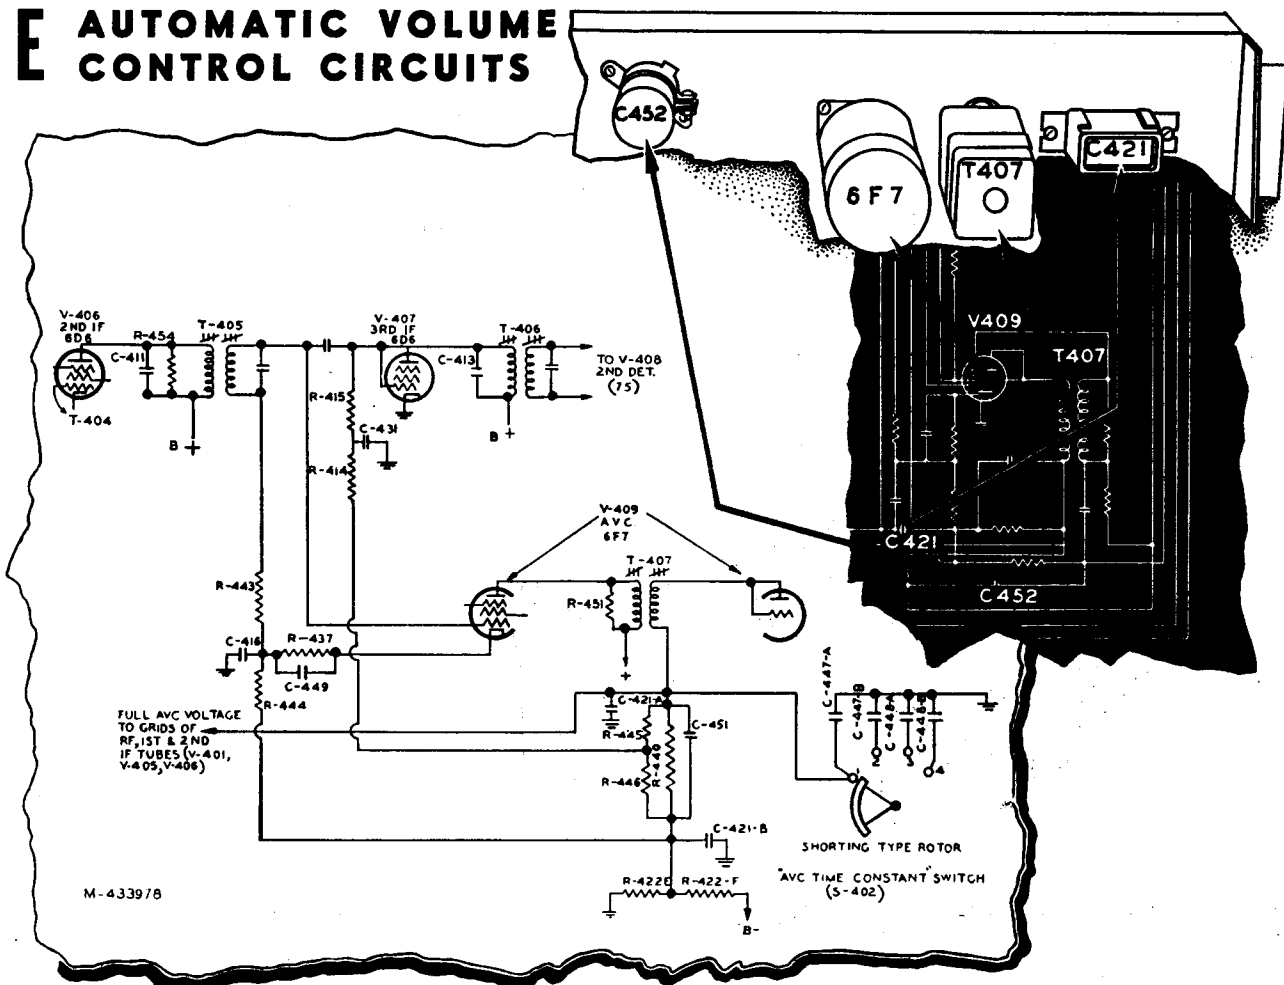 E AUTOMATIC VOLUME
CONTROL CIRCUITS
C452
6F7
T407
C421
V409
T407
C421
C452
V-406
2ND IF
6D6
R-454
T-405
C-411
T-404
B +
V-407
3RD IF
6D6
T-406
C-413
R-415
C-431
R-414
B +
TO V-408
2ND DET.
(75)
V-409
A V C
6F7
T-407
R-451
+
R-443
C-416
R-437
C-449
R-444
FULL AVC VOLTAGE
TO GRIDS OF
RF, 1ST & 2ND
IF TUBES (V-401,
V-405, V-406)
C-421-A
R-445
R-440
C-451
R-446
C-421-B
R-422E
R-422-F
B-
C-447-A
C-447-B
C-448-A
C-448-B
2
3
4
SHORTING TYPE ROTOR
"AVC TIME CONSTANT" SWITCH
(S-402)
M-433978